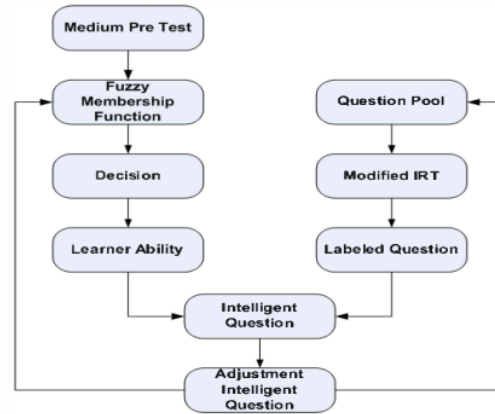 Medium Pre Test
Fuzzy
Membership
Function
Question Pool
Decision
Modified IRT
Learner Ability
Labeled Question
Intelligent
Question
Adjustment
Intelligent
Question